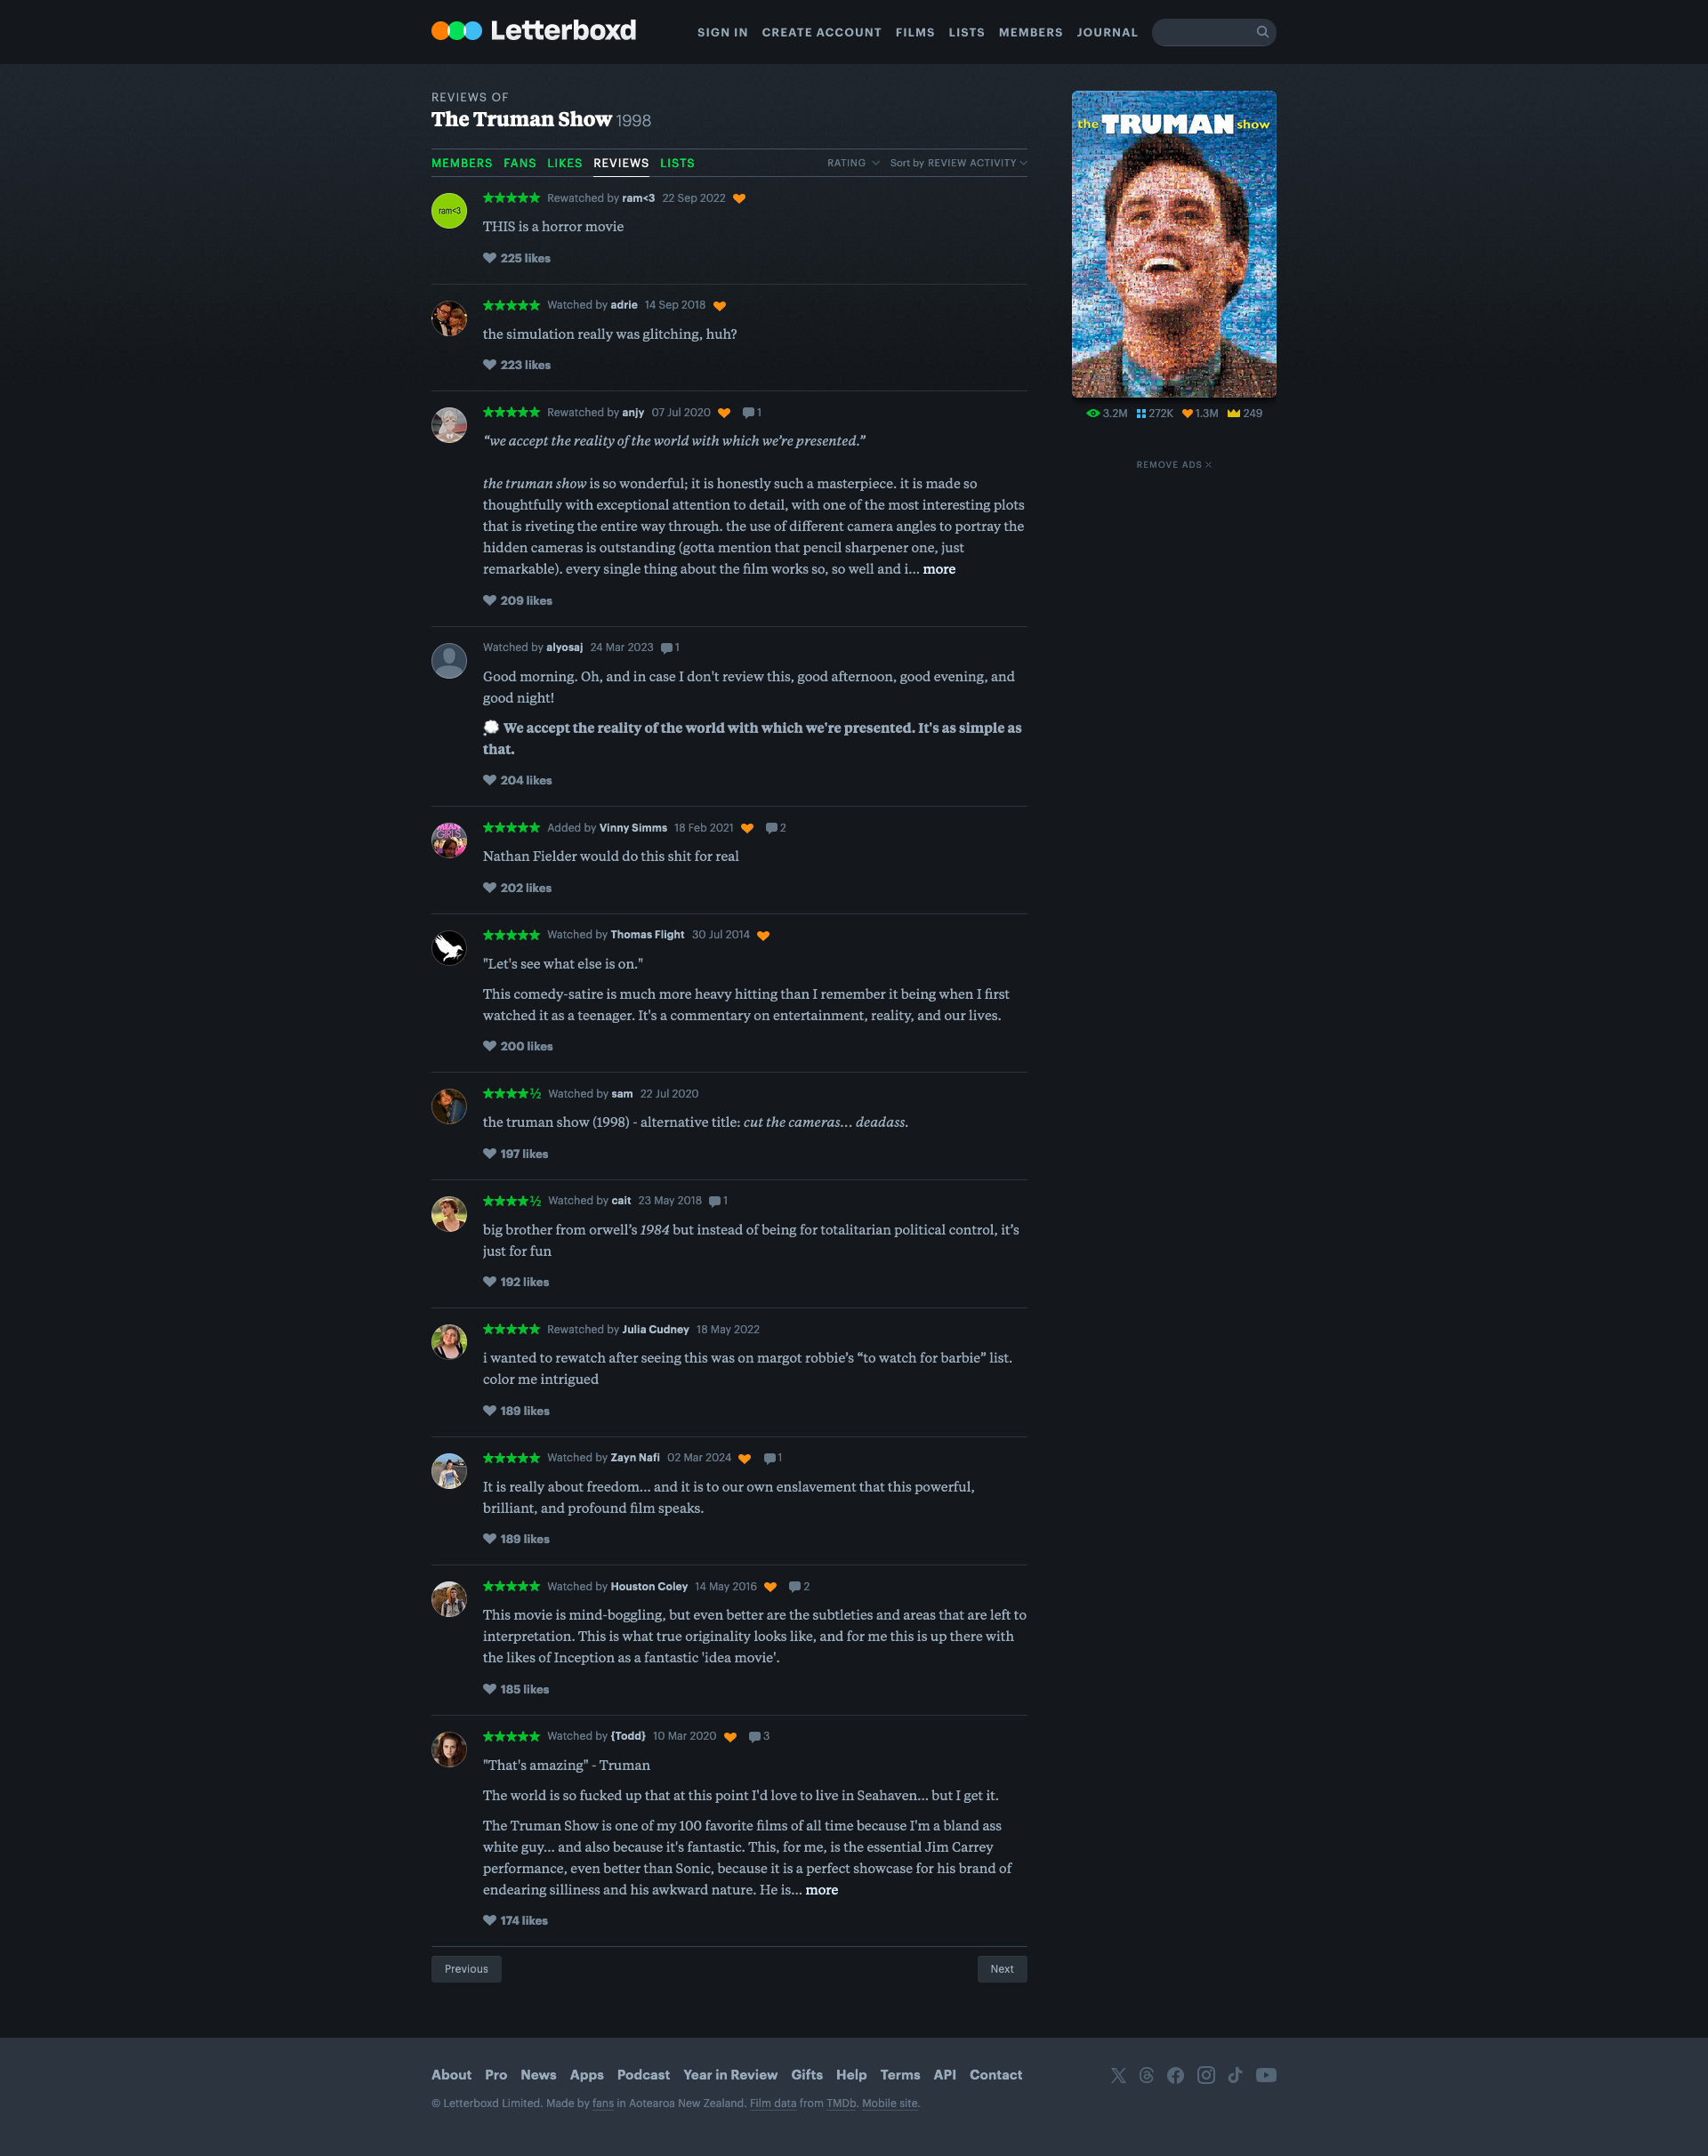 Letterboxd
SIGN IN CREATE ACCOUNT FILMS LISTS MEMBERS JOURNAL
REVIEWS OF
The Truman Show 1998
MEMBERS FANS LIKES REVIEWS LISTS RATING Sort by REVIEW ACTIVITY
the TRUMAN show
3.2M 272K 1.3M 249
REMOVE ADS
ram<3
★★★★★ Rewatched by ram<3 22 Sep 2022
THIS is a horror movie
225 likes
★★★★★ Watched by adrie 14 Sep 2018
the simulation really was glitching, huh?
223 likes
★★★★★ Rewatched by anjy 07 Jul 2020 1
“we accept the reality of the world with which we’re presented.”
the truman show is so wonderful; it is honestly such a masterpiece. it is made so
thoughtfully with exceptional attention to detail, with one of the most interesting plots
that is riveting the entire way through. the use of different camera angles to portray the
hidden cameras is outstanding (gotta mention that pencil sharpener one, just
remarkable). every single thing about the film works so, so well and i… more
209 likes
Watched by alyosaj 24 Mar 2023 1
Good morning. Oh, and in case I don't review this, good afternoon, good evening, and
good night!
💭 We accept the reality of the world with which we're presented. It's as simple as
that.
204 likes
MEAN GIRLS
★★★★★ Added by Vinny Simms 18 Feb 2021 2
Nathan Fielder would do this shit for real
202 likes
★★★★★ Watched by Thomas Flight 30 Jul 2014
"Let's see what else is on."
This comedy-satire is much more heavy hitting than I remember it being when I first
watched it as a teenager. It's a commentary on entertainment, reality, and our lives.
200 likes
★★★★½ Watched by sam 22 Jul 2020
the truman show (1998) - alternative title: cut the cameras… deadass.
197 likes
★★★★½ Watched by cait 23 May 2018 1
big brother from orwell’s 1984 but instead of being for totalitarian political control, it’s
just for fun
192 likes
★★★★★ Rewatched by Julia Cudney 18 May 2022
i wanted to rewatch after seeing this was on margot robbie’s “to watch for barbie” list.
color me intrigued
189 likes
★★★★★ Watched by Zayn Nafi 02 Mar 2024 1
It is really about freedom… and it is to our own enslavement that this powerful,
brilliant, and profound film speaks.
189 likes
★★★★★ Watched by Houston Coley 14 May 2016 2
This movie is mind-boggling, but even better are the subtleties and areas that are left to
interpretation. This is what true originality looks like, and for me this is up there with
the likes of Inception as a fantastic 'idea movie'.
185 likes
★★★★★ Watched by {Todd} 10 Mar 2020 3
"That's amazing" - Truman
The world is so fucked up that at this point I'd love to live in Seahaven… but I get it.
The Truman Show is one of my 100 favorite films of all time because I'm a bland ass
white guy… and also because it's fantastic. This, for me, is the essential Jim Carrey
performance, even better than Sonic, because it is a perfect showcase for his brand of
endearing silliness and his awkward nature. He is… more
174 likes
Previous Next
About Pro News Apps Podcast Year in Review Gifts Help Terms API Contact
© Letterboxd Limited. Made by fans in Aotearoa New Zealand. Film data from TMDb. Mobile site.